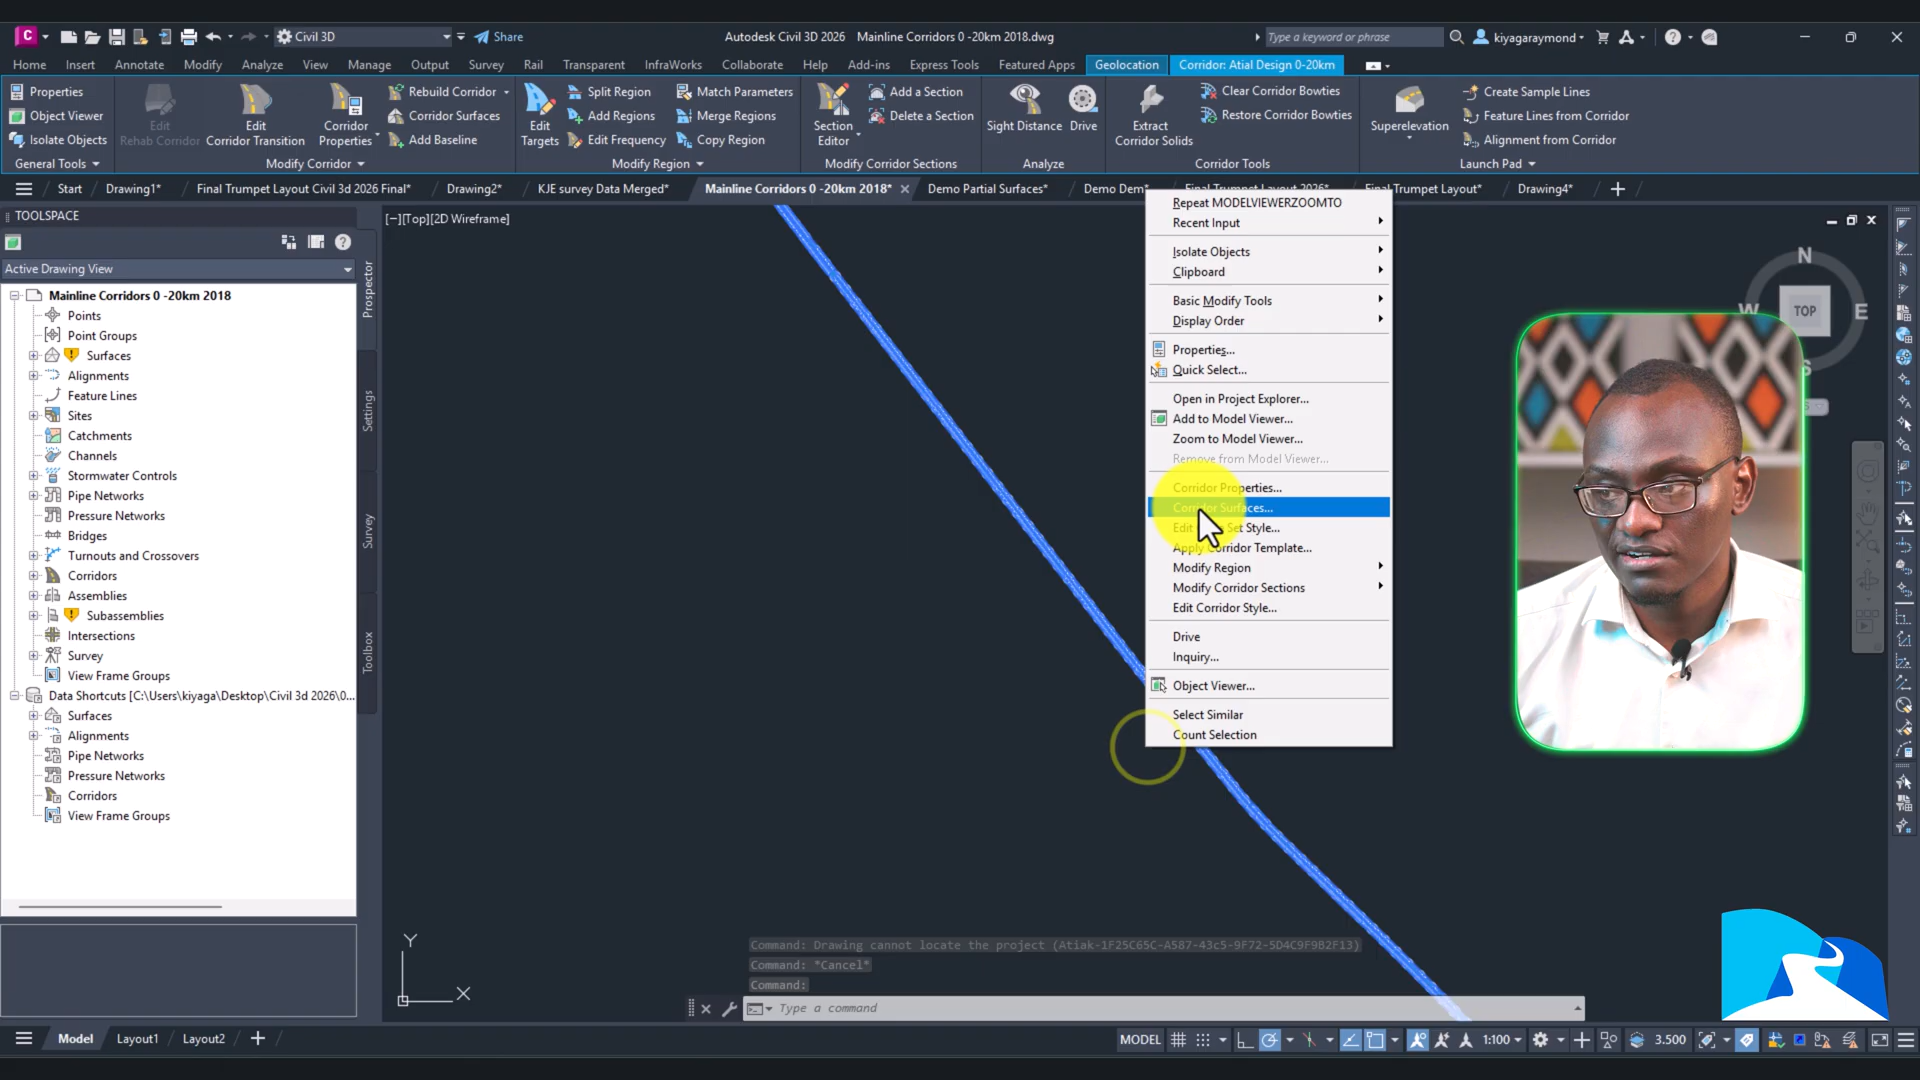 Civil 3D
Share
Autodesk Civil 3D 2026 Mainline Corridors 0 -20km 2018.dwg
Type a keyword or phrase
kiyagaraymond
Home Insert Annotate Modify Analyze View Manage Output Survey Rail Transparent InfraWorks Collaborate Help Add-ins Express Tools Featured Apps Geolocation Corridor: Atial Design 0-20km
Properties
Object Viewer
Isolate Objects
General Tools
Edit
Rehab Corridor
Edit
Corridor Transition
Corridor
Properties
Rebuild Corridor
Corridor Surfaces
Add Baseline
Modify Corridor
Edit
Targets
Split Region
Add Regions
Edit Frequency
Match Parameters
Merge Regions
Copy Region
Modify Region
Section
Editor
Add a Section
Delete a Section
Modify Corridor Sections
Sight Distance Drive
Analyze
Extract
Corridor Solids
Clear Corridor Bowties
Restore Corridor Bowties
Corridor Tools
Superelevation
Create Sample Lines
Feature Lines from Corridor
Alignment from Corridor
Launch Pad
Start Drawing1* Final Trumpet Layout Civil 3d 2026 Final* Drawing2* KJE survey Data Merged* Mainline Corridors 0 -20km 2018* Demo Partial Surfaces* Demo Dem* Final Trumpet Layout 2026* Final Trumpet Layout* Drawing4*
TOOLSPACE
Active Drawing View
Mainline Corridors 0 -20km 2018
Points
Point Groups
Surfaces
Alignments
Feature Lines
Sites
Catchments
Channels
Stormwater Controls
Pipe Networks
Pressure Networks
Bridges
Turnouts and Crossovers
Corridors
Assemblies
Subassemblies
Intersections
Survey
View Frame Groups
Data Shortcuts [C:\Users\kiyaga\Desktop\Civil 3d 2026\0...
Surfaces
Alignments
Pipe Networks
Pressure Networks
Corridors
View Frame Groups
Prospector
Settings
Survey
Toolbox
[−][Top][2D Wireframe]
Repeat MODELVIEWERZOOMTO
Recent Input
Isolate Objects
Clipboard
Basic Modify Tools
Display Order
Properties...
Quick Select...
Open in Project Explorer...
Add to Model Viewer...
Zoom to Model Viewer...
Remove from Model Viewer...
Corridor Properties...
Corridor Surfaces...
Edit Set Style...
Apply Corridor Template...
Modify Region
Modify Corridor Sections
Edit Corridor Style...
Drive
Inquiry...
Object Viewer...
Select Similar
Count Selection
N
W TOP E
S
Y
X
Command: Drawing cannot locate the project (Atiak-1F25C65C-A587-43c5-9F72-5D4C9F9B2F13)
Command: *Cancel*
Command:
Type a command
Model Layout1 Layout2
MODEL 1:100 3.500